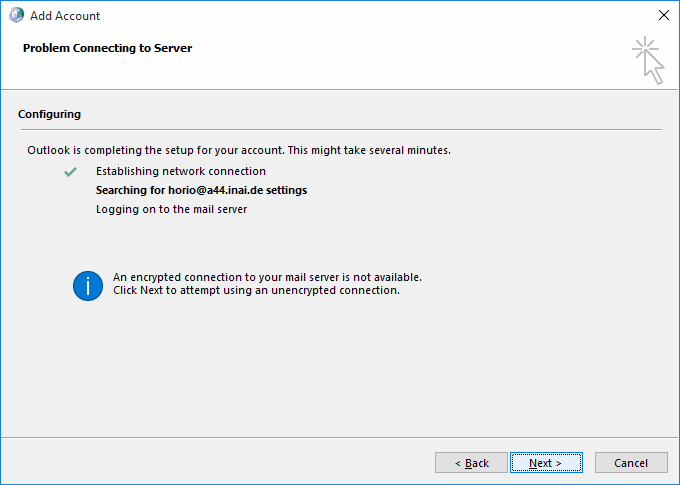 Add Account
Problem Connecting to Server
Configuring
Outlook is completing the setup for your account. This might take several minutes.
Establishing network connection
Searching for horio@a44.inai.de settings
Logging on to the mail server
An encrypted connection to your mail server is not available.
Click Next to attempt using an unencrypted connection.
< Back Next > Cancel